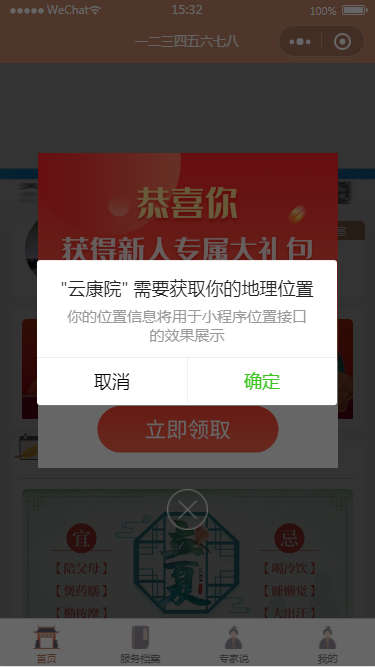 WeChat 15:32 100%
一二三四五六七八
恭喜你
获得新人专属大礼包
"云康院" 需要获取你的地理位置
你的位置信息将用于小程序位置接口
的效果展示
取消 确定
立即领取
立夏
宜 忌
【陪父母】 【喝冷饮】
【煲药膳】 【睡懒觉】
【勤按摩】 【大出汗】
首页 服务档案 专家说 我的